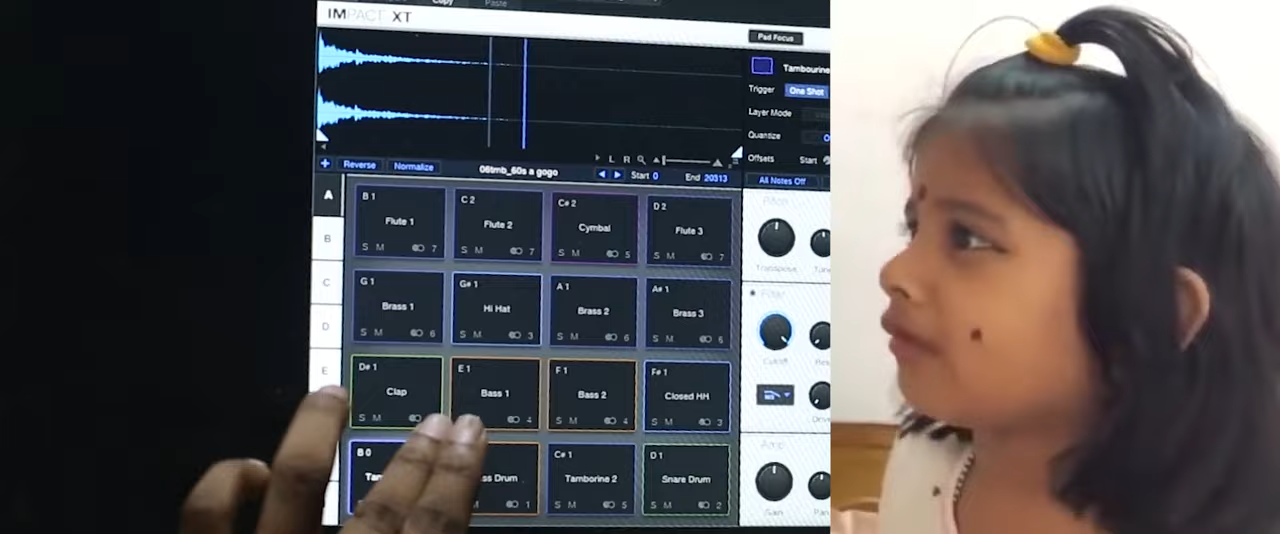 Copy Paste
IMPACT XT
Pad Focus
Tambourine
Trigger One Shot
Layer Mode
Quantize
Offsets Start
L R
Reverse Normalize 06tmb_60s a gogo Start 0 End 20313
All Notes Off
A
B
C
D
E
B 1 C 2 C# 2 D 2
Flute 1 Flute 2 Cymbal Flute 3
S M 7 S M 7 S M 5 S M 7
G 1 G# 1 A 1 A# 1
Brass 1 Hi Hat Brass 2 Brass 3
S M 6 S M 3 S M 6 S M 6
D# 1 E 1 F 1 F# 1
Clap Bass 1 Bass 2 Closed HH
S M 4 S M 4 S M 3
B 0 C# 1 D 1
Drum Tamborine 2 Snare Drum
S M 1 S M 5 S M 2
Pitch
Transpose
Filter
Cutoff
Amp
Gain Pan